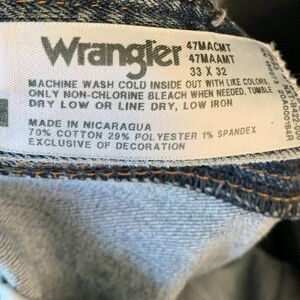 Wrangler
47MACMT
47MAAMT
33 X 32
MACHINE WASH COLD INSIDE OUT WITH LIKE COLORS,
ONLY NON-CHLORINE BLEACH WHEN NEEDED, TUMBLE
DRY LOW OR LINE DRY, LOW IRON
MADE IN NICARAGUA
70% COTTON 29% POLYESTER 1% SPANDEX
EXCLUSIVE OF DECORATION